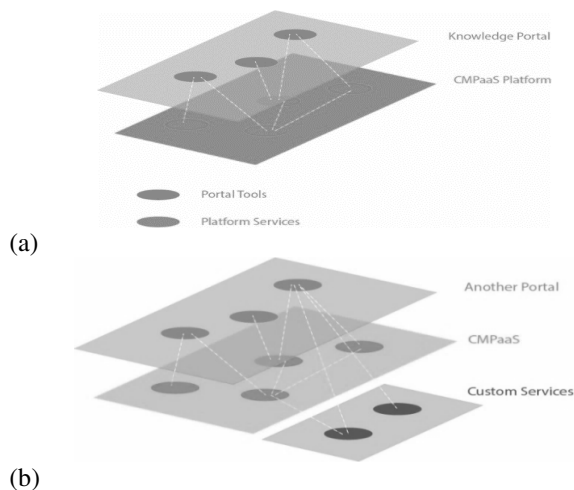 Knowledge Portal
CMPaaS Platform
Portal Tools
Platform Services
(a)
Another Portal
CMPaaS
Custom Services
(b)